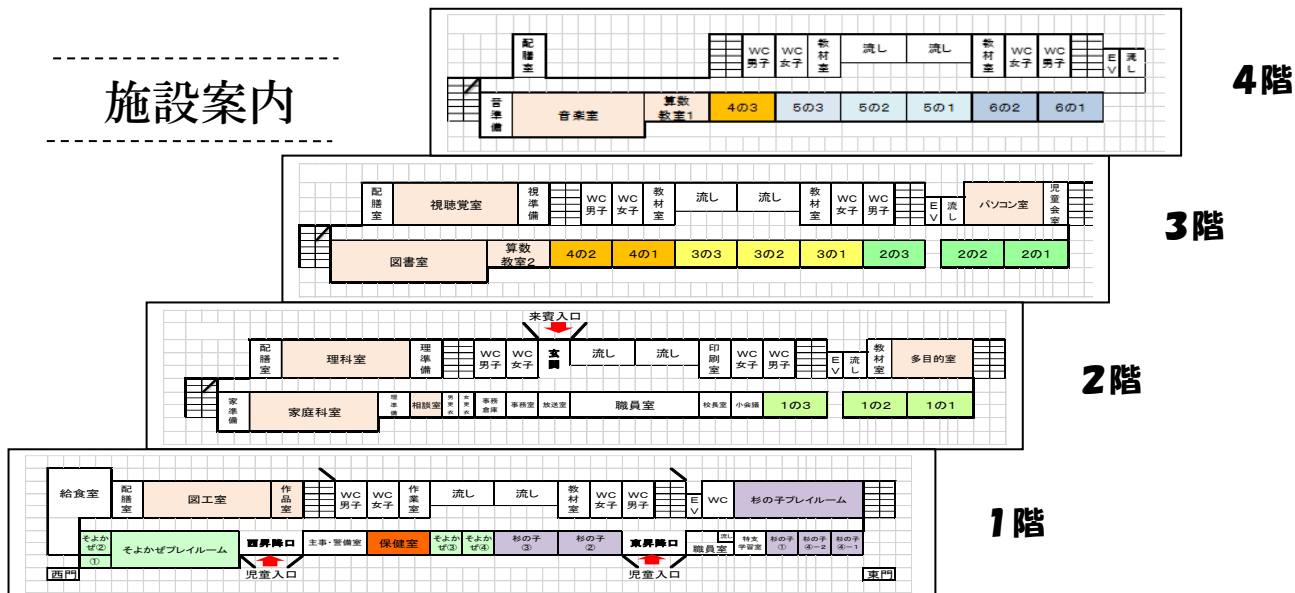 施設案内
4階
配膳室
WC男子
WC女子
教材室
流し
流し
教材室
WC女子
WC男子
EV
流し
音準備
音楽室
算数教室1
4の3
5の3
5の2
5の1
6の2
6の1
3階
配膳室
視聴覚室
視準備
WC男子
WC女子
教材室
流し
流し
教材室
WC女子
WC男子
EV
流し
パソコン室
児童会室
図書室
算数教室2
4の2
4の1
3の3
3の2
3の1
2の3
2の2
2の1
2階
来賓入口
配膳室
理科室
理準備
WC男子
WC女子
玄関
流し
流し
印刷室
WC女子
WC男子
EV
流し
教材室
多目的室
家準備
家庭科室
理準備
相談室
男更衣
女更衣
事務倉庫
事務室
放送室
職員室
校長室
小会議
1の3
1の2
1の1
1階
給食室
配膳室
図工室
作品室
WC男子
WC女子
作業室
流し
流し
教材室
WC女子
WC男子
EV
WC
杉の子プレイルーム
そよかぜ②
①
そよかぜプレイルーム
西昇降口
主事・警備室
保健室
そよかぜ③
そよかぜ④
杉の子③
杉の子②
東昇降口
職員室
流し
特支学習室
杉の子①
杉の子④-2
杉の子④-1
西門
児童入口
児童入口
東門